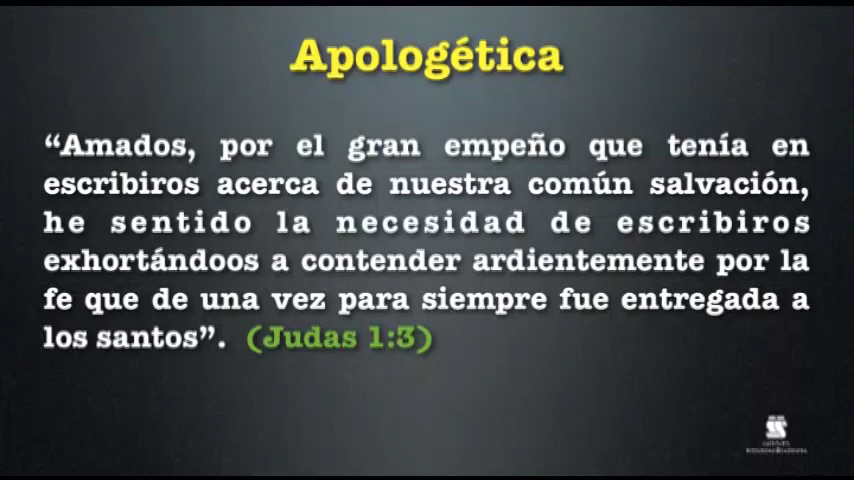 Apologética
“Amados, por el gran empeño que tenía en
escribiros acerca de nuestra común salvación,
he sentido la necesidad de escribiros
exhortándoos a contender ardientemente por la
fe que de una vez para siempre fue entregada a
los santos”. (Judas 1:3)